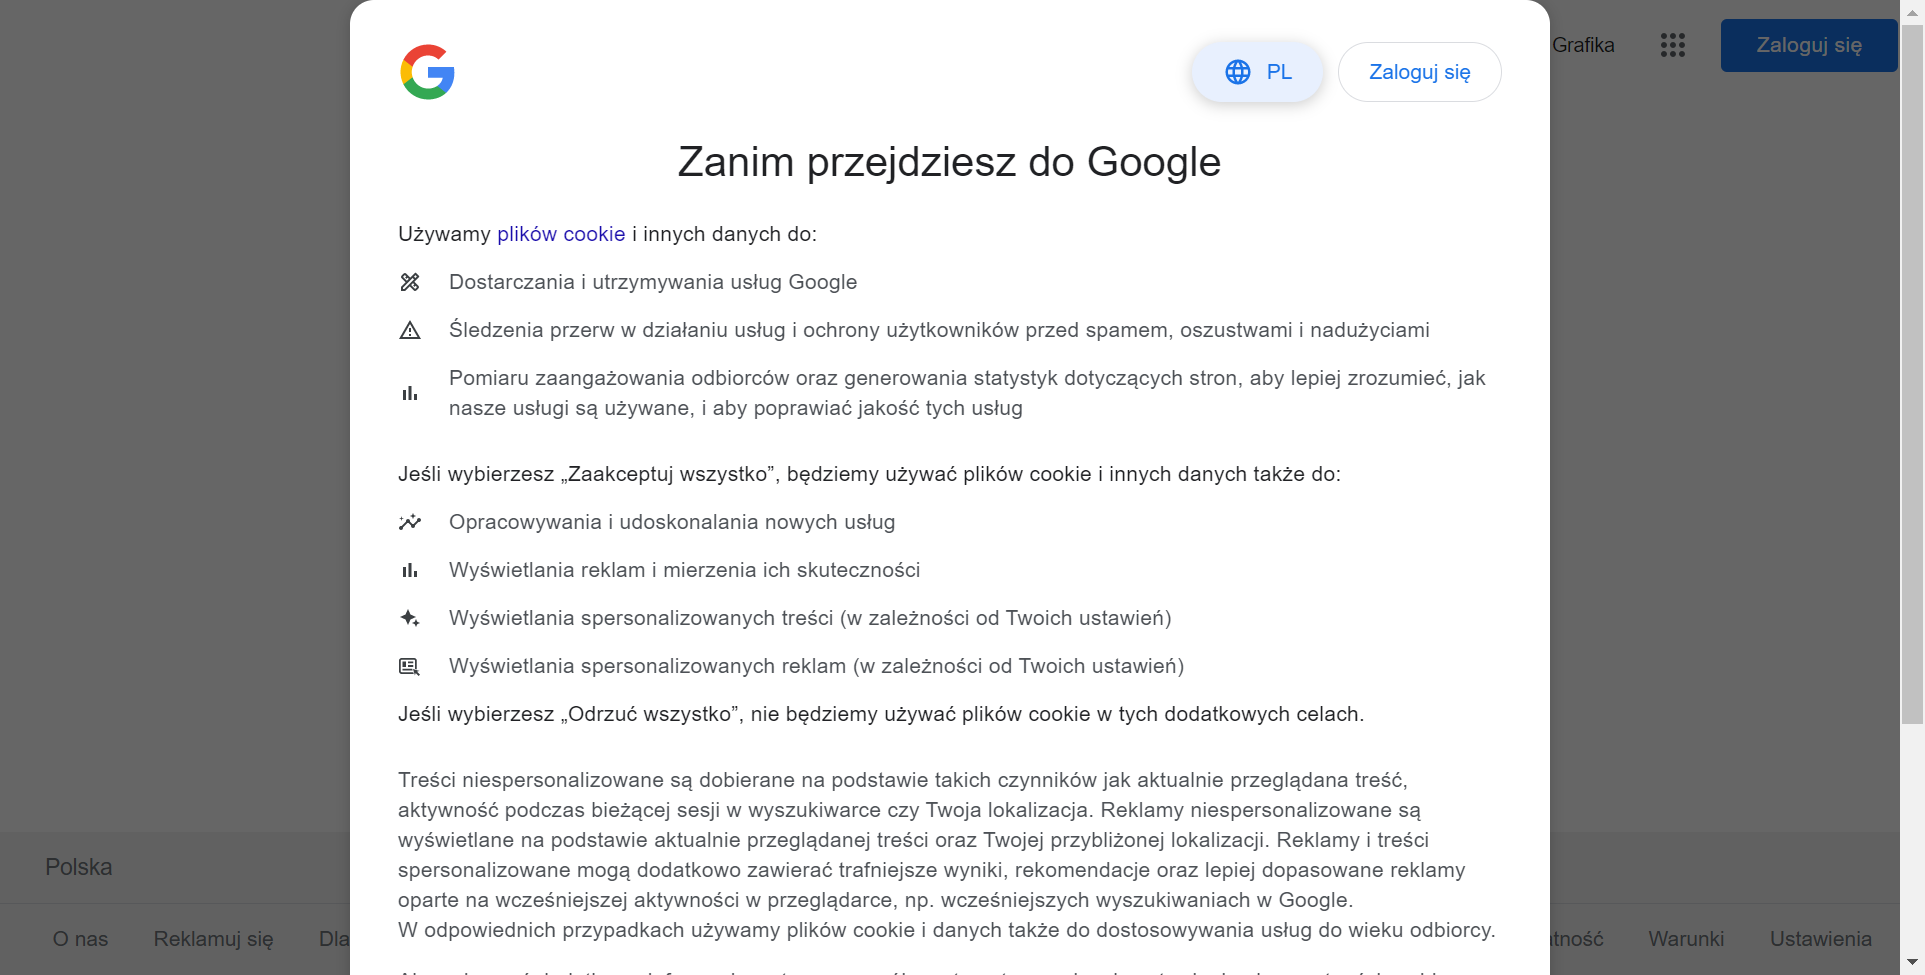 Grafika
Zaloguj się
PL
Zaloguj się
Zanim przejdziesz do Google
Używamy plików cookie i innych danych do:
Dostarczania i utrzymywania usług Google
Śledzenia przerw w działaniu usług i ochrony użytkowników przed spamem, oszustwami i nadużyciami
Pomiaru zaangażowania odbiorców oraz generowania statystyk dotyczących stron, aby lepiej zrozumieć, jak
nasze usługi są używane, i aby poprawiać jakość tych usług
Jeśli wybierzesz „Zaakceptuj wszystko”, będziemy używać plików cookie i innych danych także do:
Opracowywania i udoskonalania nowych usług
Wyświetlania reklam i mierzenia ich skuteczności
Wyświetlania spersonalizowanych treści (w zależności od Twoich ustawień)
Wyświetlania spersonalizowanych reklam (w zależności od Twoich ustawień)
Jeśli wybierzesz „Odrzuć wszystko”, nie będziemy używać plików cookie w tych dodatkowych celach.
Treści niespersonalizowane są dobierane na podstawie takich czynników jak aktualnie przeglądana treść,
aktywność podczas bieżącej sesji w wyszukiwarce czy Twoja lokalizacja. Reklamy niespersonalizowane są
wyświetlane na podstawie aktualnie przeglądanej treści oraz Twojej przybliżonej lokalizacji. Reklamy i treści
spersonalizowane mogą dodatkowo zawierać trafniejsze wyniki, rekomendacje oraz lepiej dopasowane reklamy
oparte na wcześniejszej aktywności w przeglądarce, np. wcześniejszych wyszukiwaniach w Google.
W odpowiednich przypadkach używamy plików cookie i danych także do dostosowywania usług do wieku odbiorcy.
Polska
O nas
Reklamuj się
Dla
tność
Warunki
Ustawienia